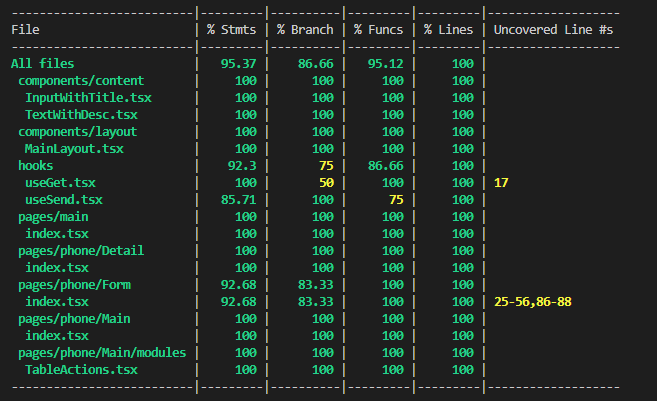 --------------------------|---------|----------|---------|---------|-------------------
File                      | % Stmts | % Branch | % Funcs | % Lines | Uncovered Line #s
--------------------------|---------|----------|---------|---------|-------------------
All files                 |   95.37 |    86.66 |   95.12 |     100 |
 components/content       |     100 |      100 |     100 |     100 |
  InputWithTitle.tsx      |     100 |      100 |     100 |     100 |
  TextWithDesc.tsx        |     100 |      100 |     100 |     100 |
 components/layout        |     100 |      100 |     100 |     100 |
  MainLayout.tsx          |     100 |      100 |     100 |     100 |
 hooks                    |    92.3 |       75 |   86.66 |     100 |
  useGet.tsx              |     100 |       50 |     100 |     100 | 17
  useSend.tsx             |   85.71 |      100 |      75 |     100 |
 pages/main               |     100 |      100 |     100 |     100 |
  index.tsx               |     100 |      100 |     100 |     100 |
 pages/phone/Detail       |     100 |      100 |     100 |     100 |
  index.tsx               |     100 |      100 |     100 |     100 |
 pages/phone/Form         |   92.68 |    83.33 |     100 |     100 |
  index.tsx               |   92.68 |    83.33 |     100 |     100 | 25-56,86-88
 pages/phone/Main         |     100 |      100 |     100 |     100 |
  index.tsx               |     100 |      100 |     100 |     100 |
 pages/phone/Main/modules |     100 |      100 |     100 |     100 |
  TableActions.tsx        |     100 |      100 |     100 |     100 |
--------------------------|---------|----------|---------|---------|-------------------